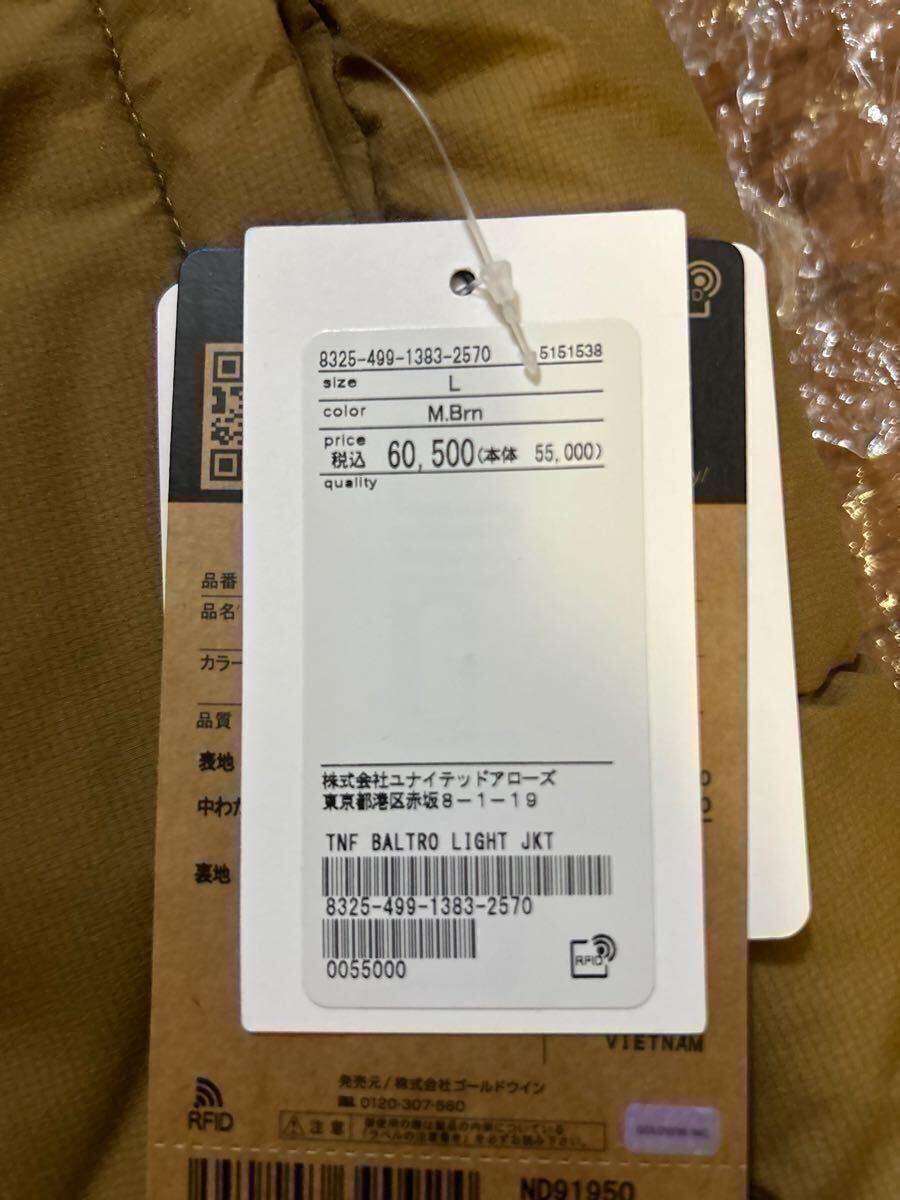 8325-499-1383-2570 5151538
size L
color M.Brn
price
税込 60,500(本体 55,000)
quality
品番
品名
カラー
品質
表地
中わた
裏地
株式会社ユナイテッドアローズ
東京都港区赤坂8-1-19
TNF BALTRO LIGHT JKT
8325-499-1383-2570
0055000
RFID
VIETNAM
発売元/株式会社ゴールドウイン
0120-307-560
RFID
注意
ND91950